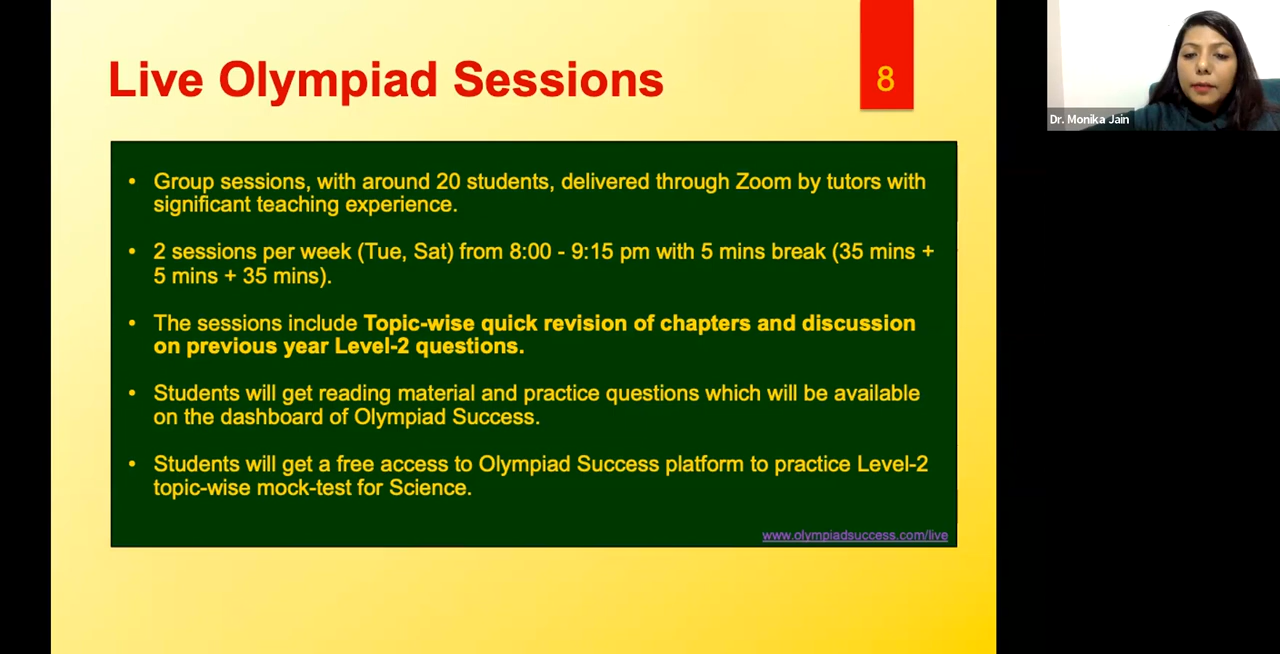 Live Olympiad Sessions
8
Dr. Monika Jain
• Group sessions, with around 20 students, delivered through Zoom by tutors with
significant teaching experience.
• 2 sessions per week (Tue, Sat) from 8:00 - 9:15 pm with 5 mins break (35 mins +
5 mins + 35 mins).
• The sessions include Topic-wise quick revision of chapters and discussion
on previous year Level-2 questions.
• Students will get reading material and practice questions which will be available
on the dashboard of Olympiad Success.
• Students will get a free access to Olympiad Success platform to practice Level-2
topic-wise mock-test for Science.
www.olympiadsuccess.com/live